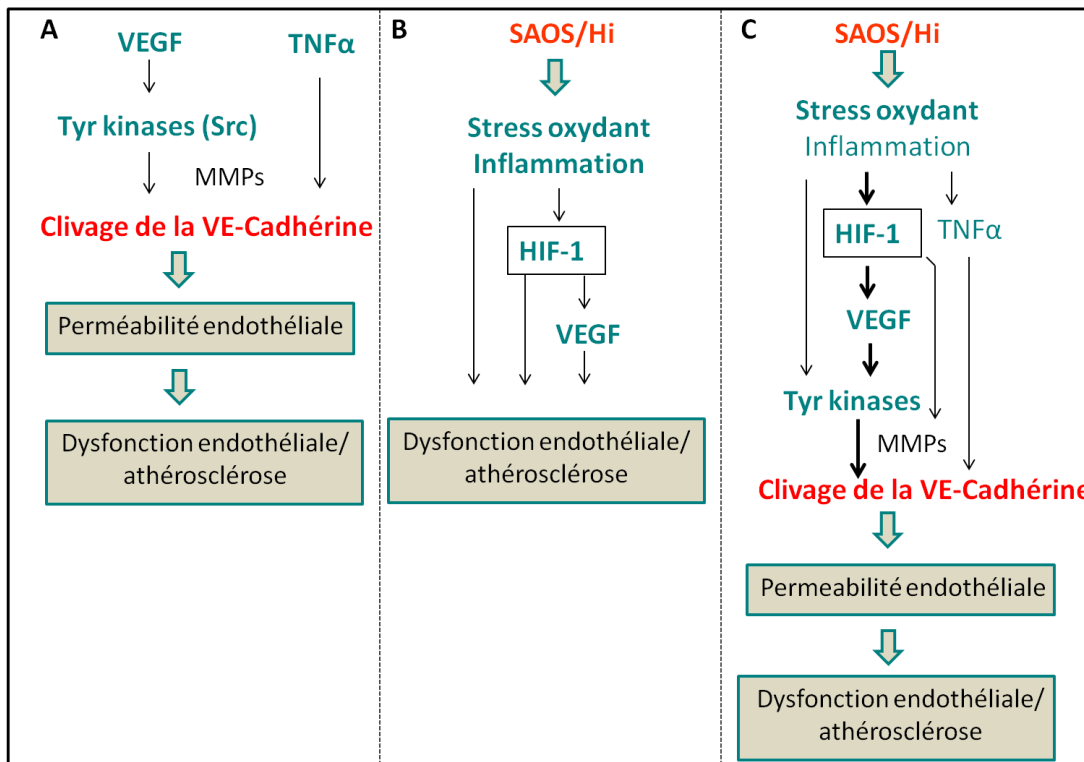 A
VEGF
TNFα
Tyr kinases (Src)
MMPs
Clivage de la VE-Cadhérine
Perméabilité endothéliale
Dysfonction endothéliale/
athérosclérose
B
SAOS/Hi
Stress oxydant
Inflammation
HIF-1
VEGF
Dysfonction endothéliale/
athérosclérose
C
SAOS/Hi
Stress oxydant
Inflammation
HIF-1
TNFα
VEGF
Tyr kinases
MMPs
Clivage de la VE-Cadhérine
Permeabilité endothéliale
Dysfonction endothéliale/
athérosclérose